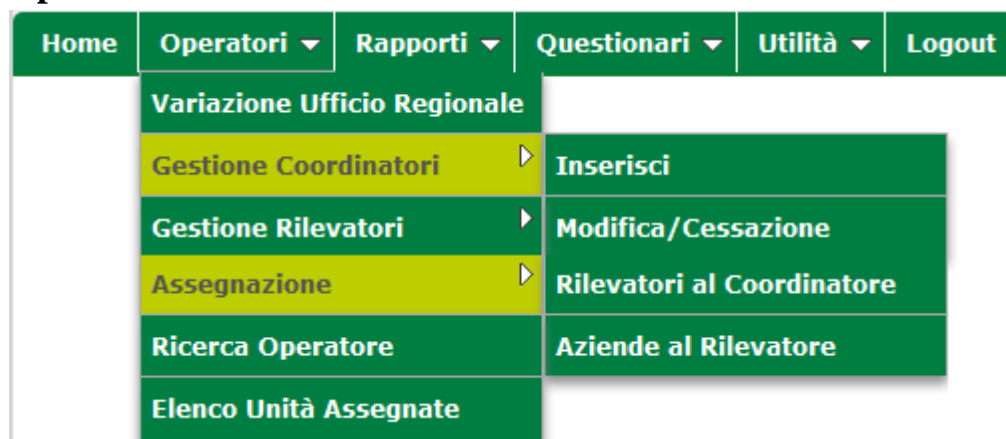 Home Operatori Rapporti Questionari Utilità Logout
Variazione Ufficio Regionale
Gestione Coordinatori Inserisci
Gestione Rilevatori Modifica/Cessazione
Assegnazione Rilevatori al Coordinatore
Ricerca Operatore Aziende al Rilevatore
Elenco Unità Assegnate